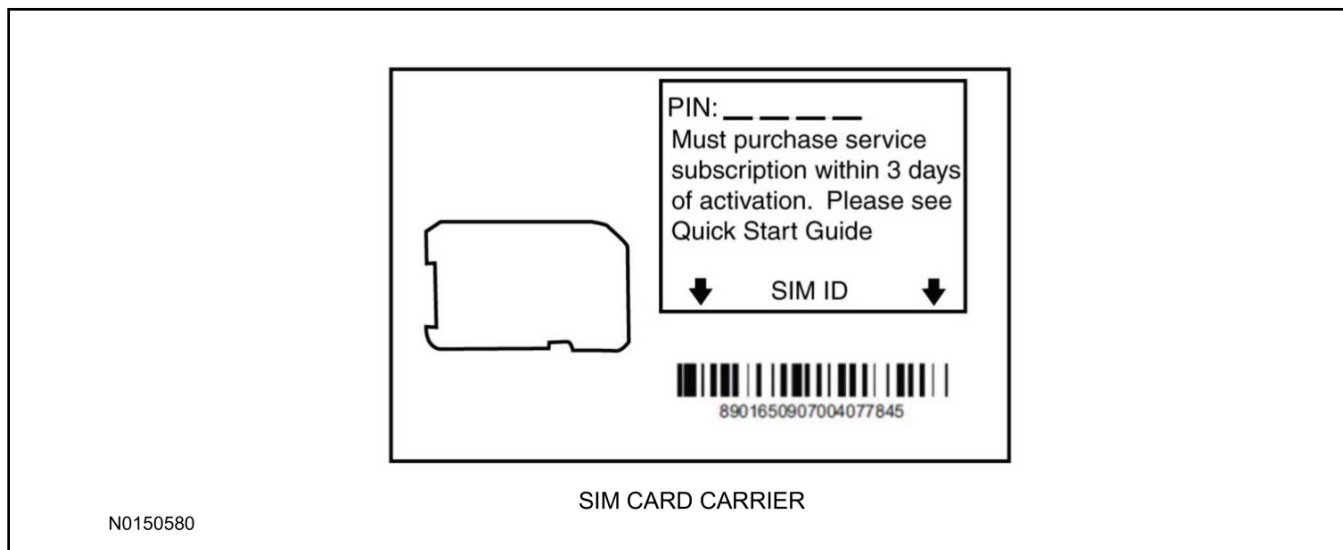 PIN: _ _ _ _
Must purchase service
subscription within 3 days
of activation. Please see
Quick Start Guide
SIM ID
8901650907004077845
SIM CARD CARRIER
N0150580